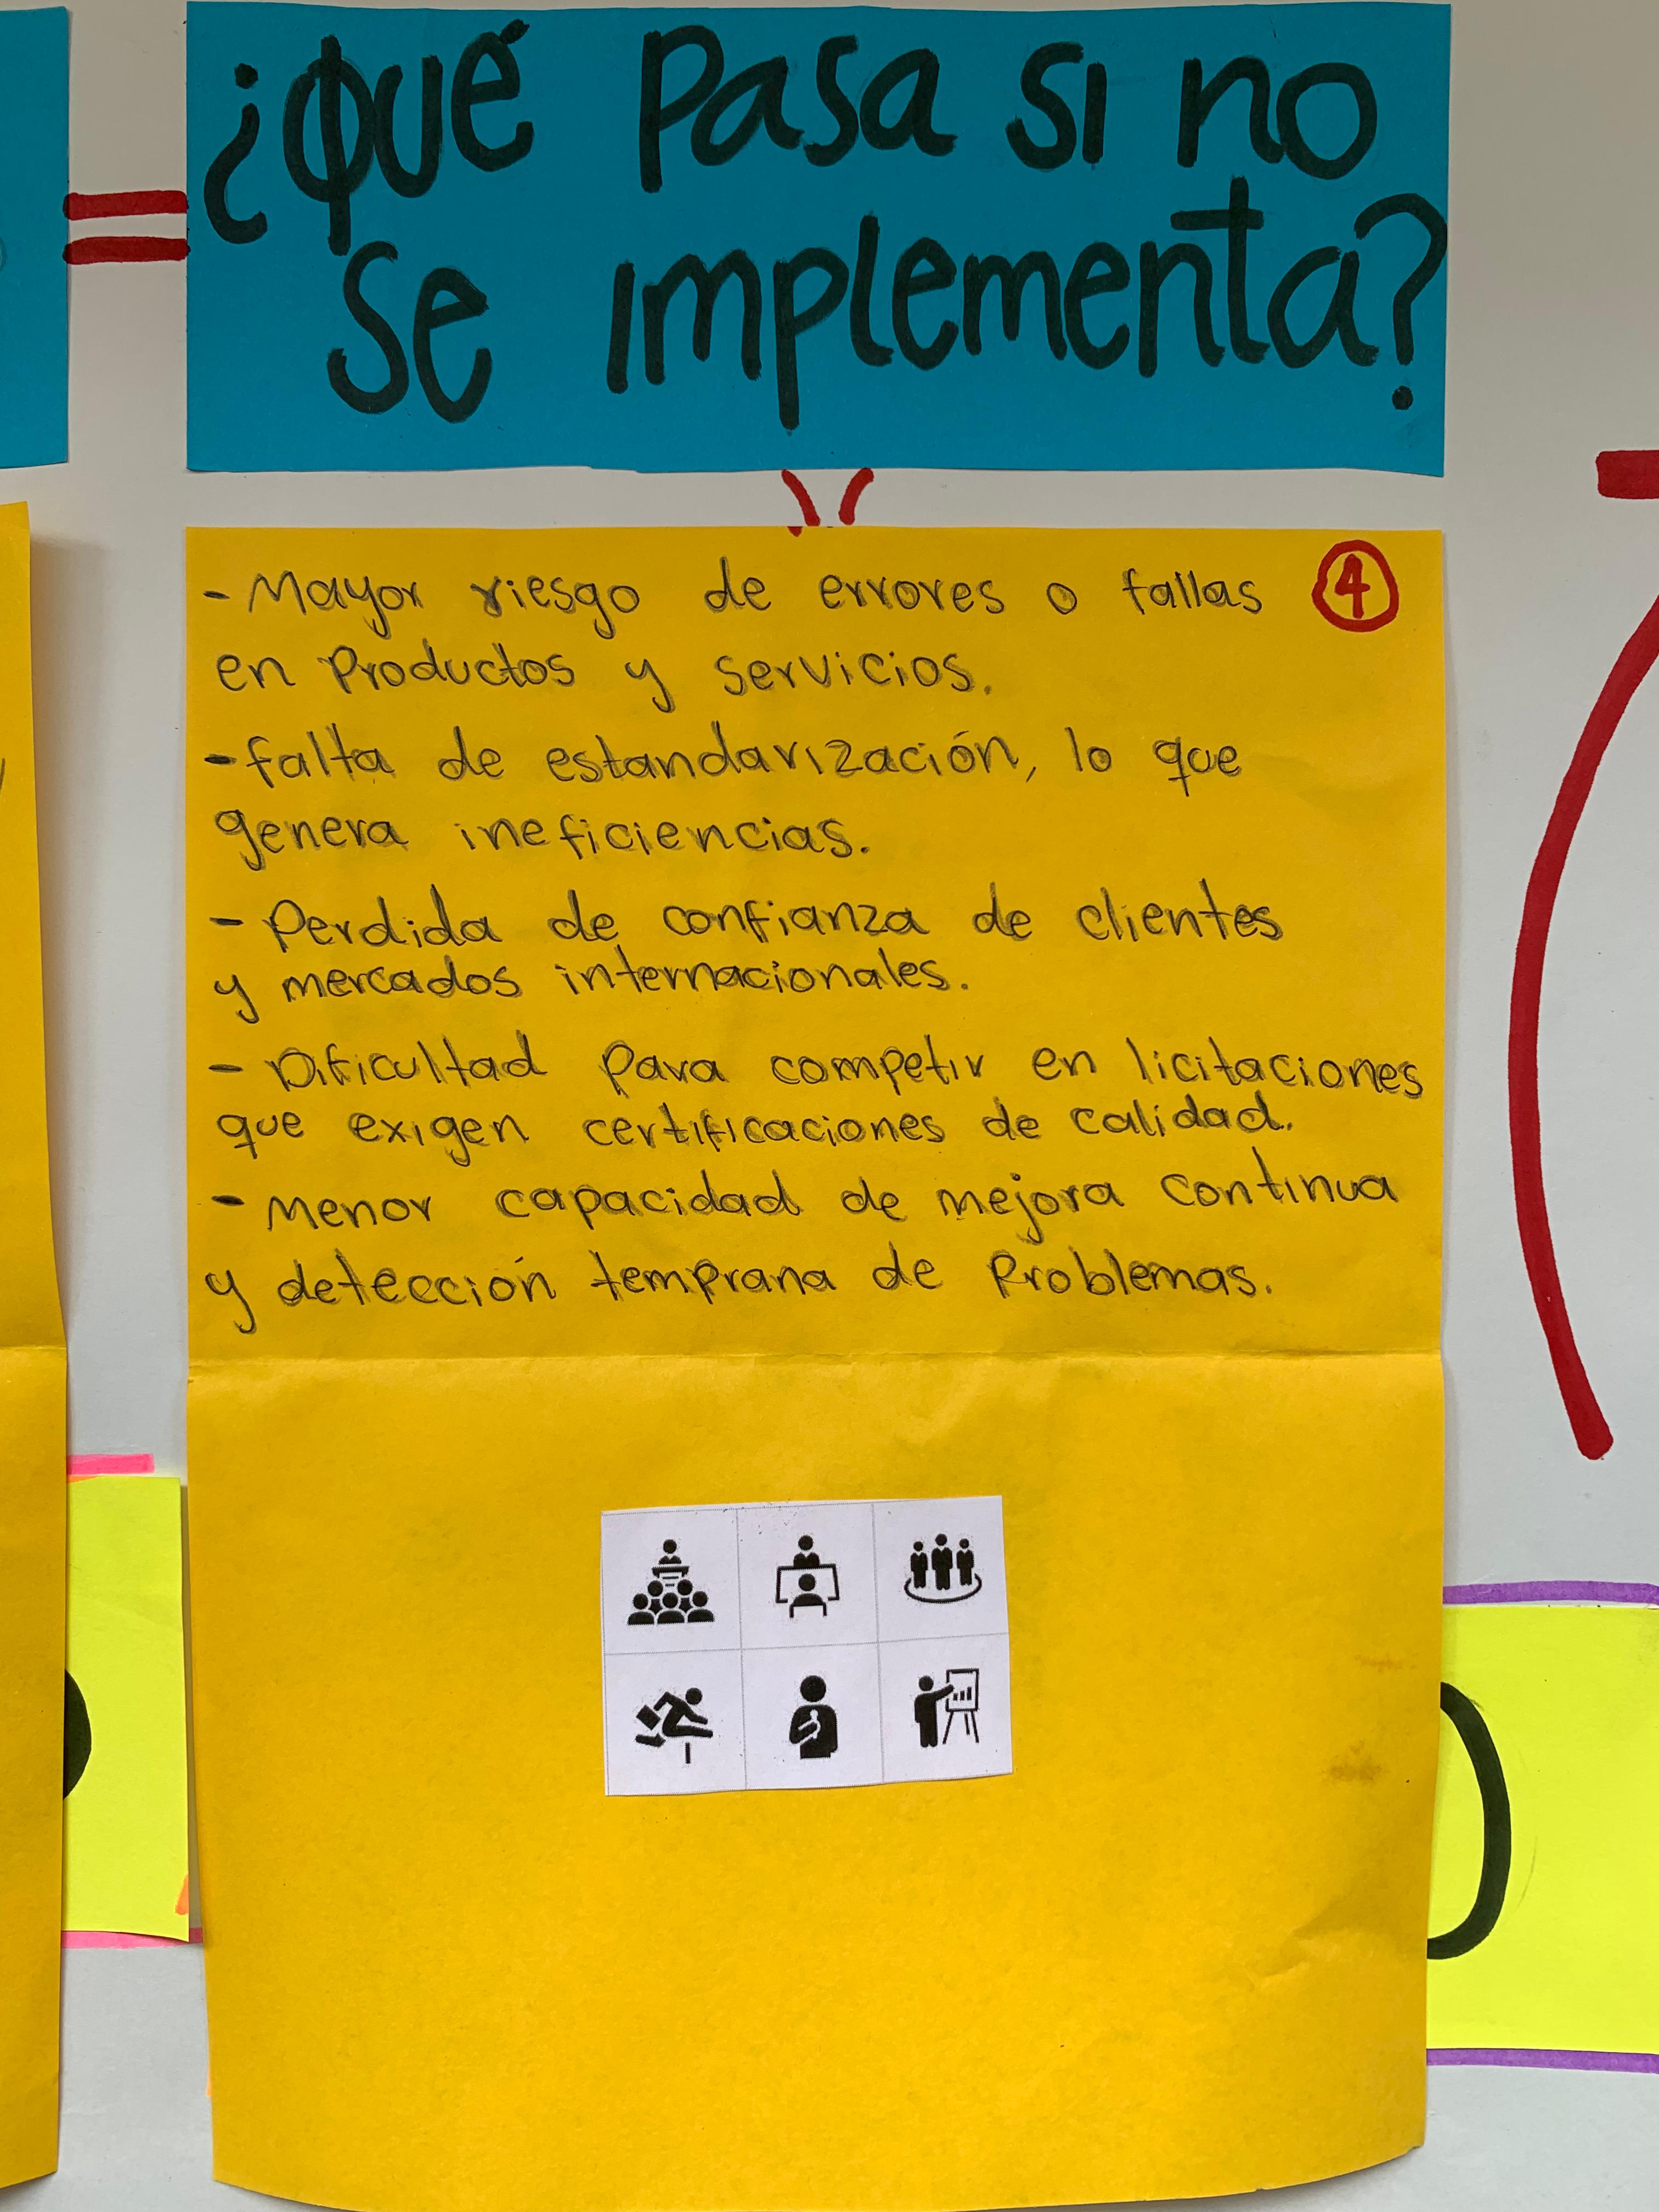 ¿Qué pasa si no
se implementa?
- Mayor riesgo de errores o fallas ④
en productos y servicios.
- falta de estandarización, lo que
genera ineficiencias.
- Perdida de confianza de clientes
y mercados internacionales.
- Dificultad para competir en licitaciones
que exigen certificaciones de calidad.
- Menor capacidad de mejora continua
y detección temprana de problemas.